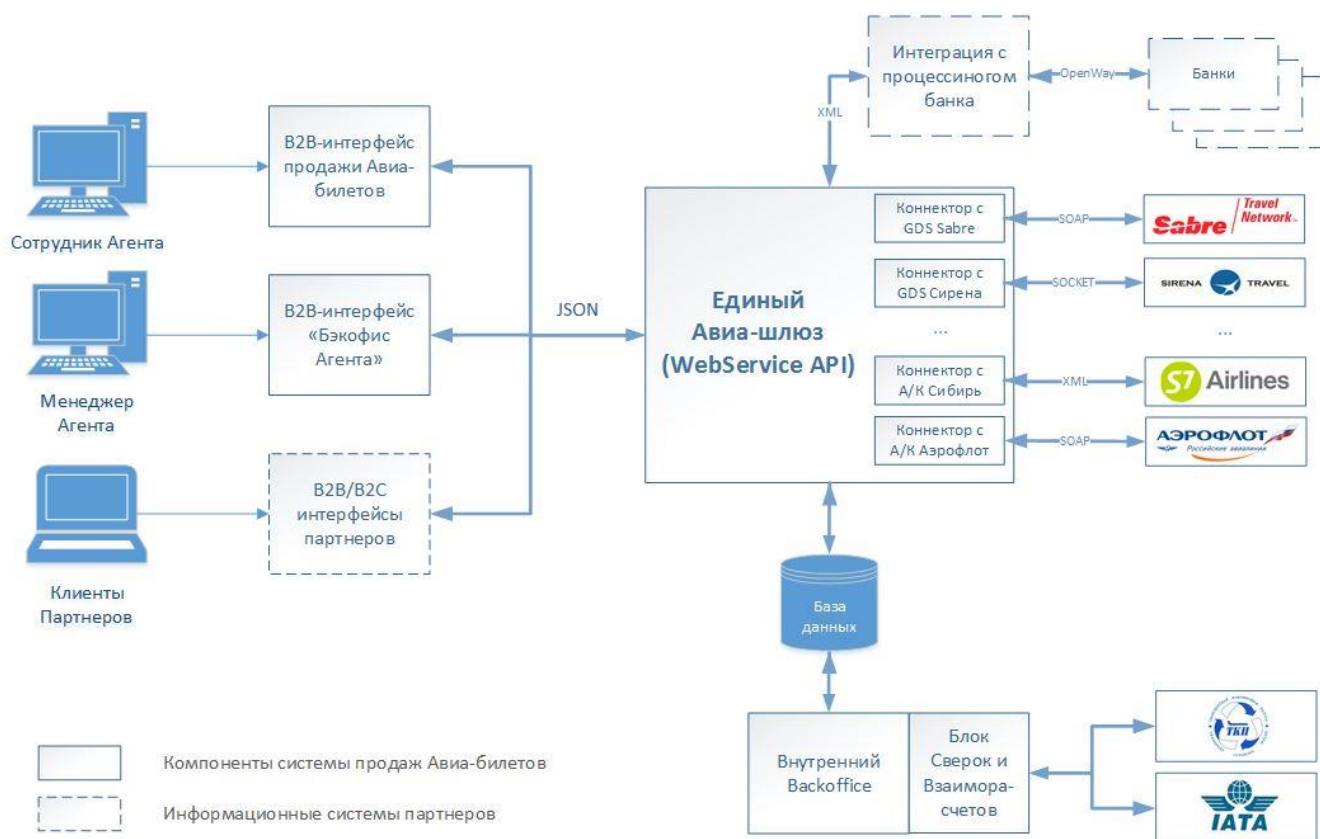 Интеграция с
процессиногом
банка
OpenWay
Банки
XML
B2B-интерфейс
продажи Авиа-
билетов
Сотрудник Агента
B2B-интерфейс
«Бэкофис
Агента»
Менеджер
Агента
JSON
B2B/B2C
интерфейсы
партнеров
Клиенты
Партнеров
Единый
Авиа-шлюз
(WebService API)
Коннектор с
GDS Sabre
SOAP
Sabre
Travel
Network
Коннектор с
GDS Сирена
SOCKET
SIRENA TRAVEL
...
...
Коннектор с
А/К Сибирь
XML
S7 Airlines
Коннектор с
А/К Аэрофлот
SOAP
АЭРОФЛОТ
Российские авиалинии
База
данных
Внутренний
Backoffice
Блок
Сверок и
Взаимора-
счетов
ТКП
IATA
Компоненты системы продаж Авиа-билетов
Информационные системы партнеров